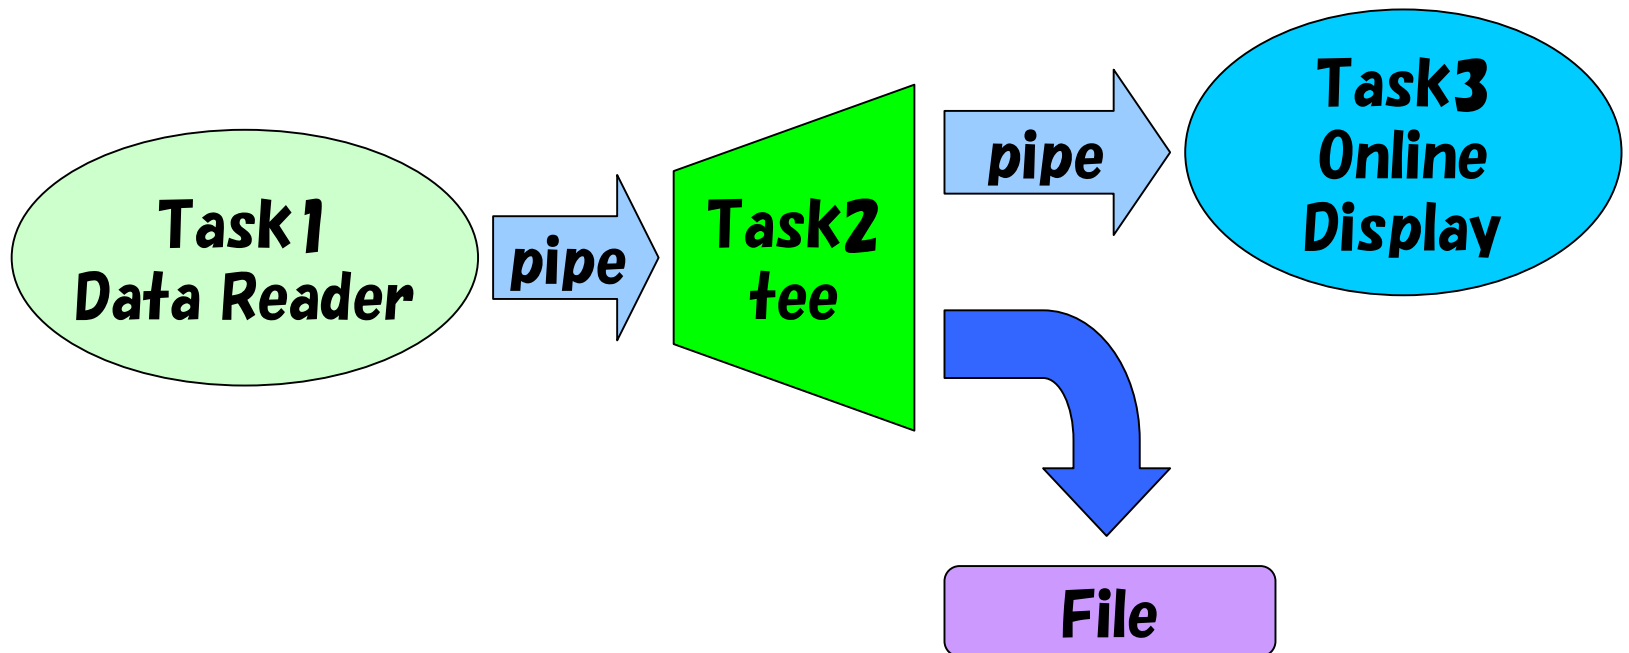 Task1
Data Reader
pipe
Task2
tee
pipe
Task3
Online
Display
File